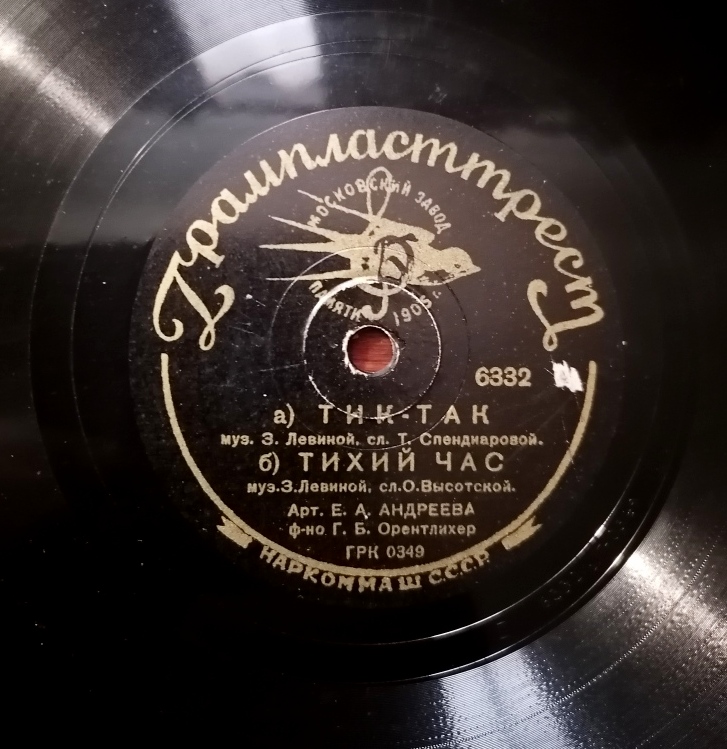 Грампласттрест
МОСКОВСКИЙ ЗАВОД
ПАМЯТИ 1905 г.
6332
а) ТИК-ТАК
муз. З. Левиной, сл. Т. Спендиаровой.
б) ТИХИЙ ЧАС
муз. З. Левиной, сл. О. Высотской.
Арт. Е. А. АНДРЕЕВА
ф-но Г. Б. Орентлихер
ГРК 0349
НАРКОММАШ СССР